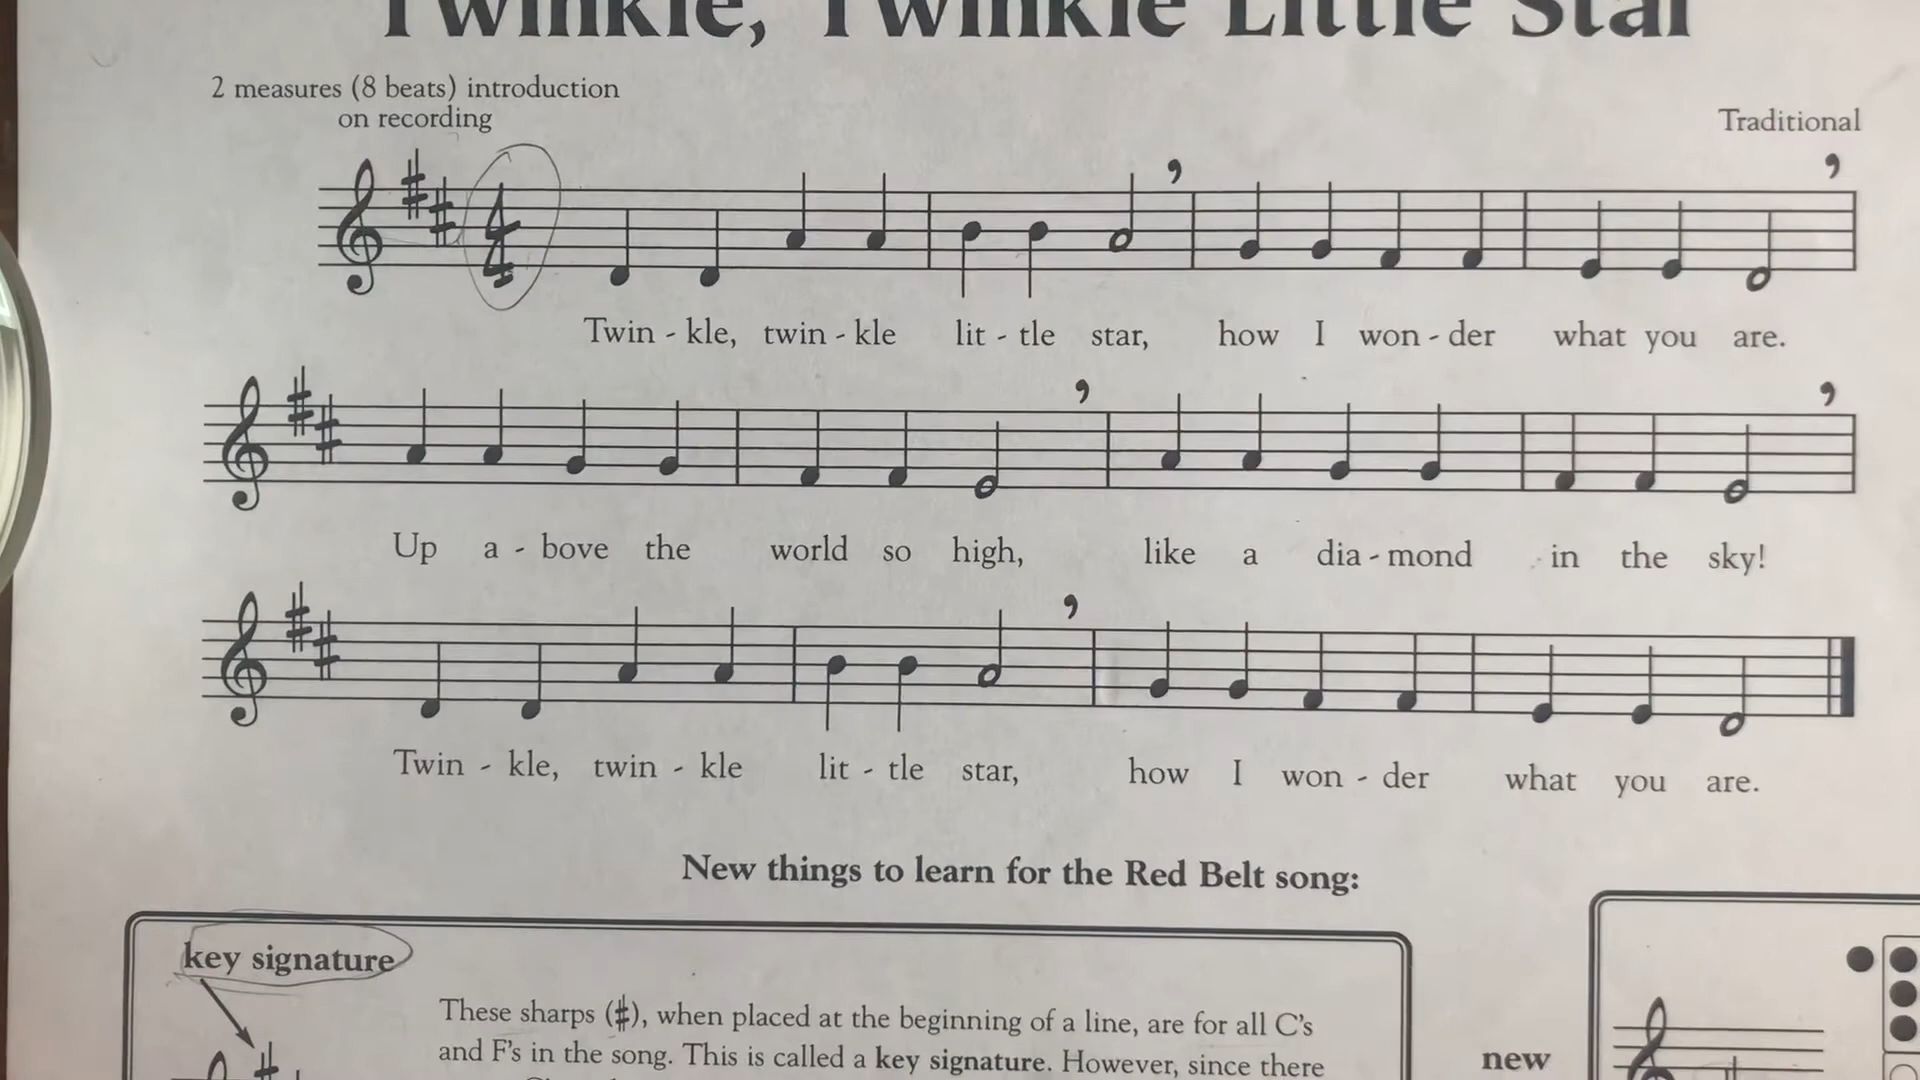 Twinkle, Twinkle Little Star
2 measures (8 beats) introduction
on recording
Traditional
Twin - kle, twin - kle lit - tle star, how I won - der what you are.
Up a - bove the world so high, like a dia - mond in the sky!
Twin - kle, twin - kle lit - tle star, how I won - der what you are.
New things to learn for the Red Belt song:
key signature
These sharps (♯), when placed at the beginning of a line, are for all C's
and F's in the song. This is called a key signature. However, since there
new